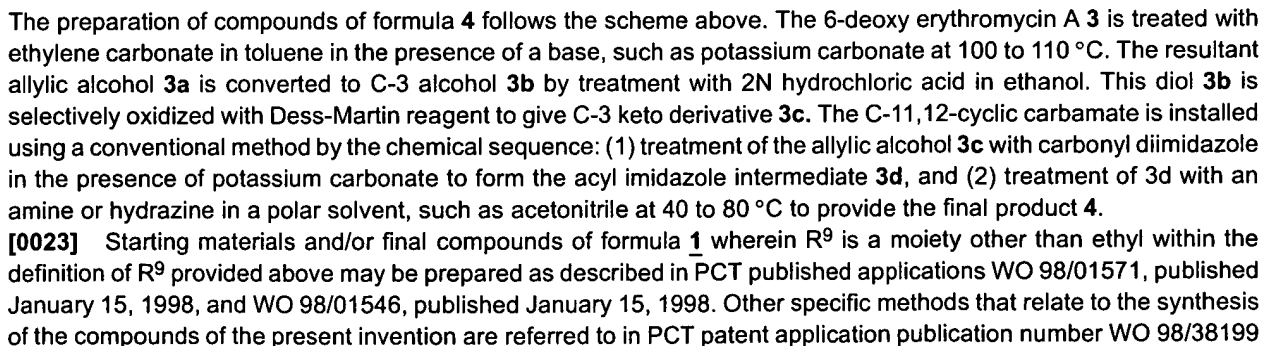 The preparation of compounds of formula 4 follows the scheme above. The 6-deoxy erythromycin A 3 is treated with
ethylene carbonate in toluene in the presence of a base, such as potassium carbonate at 100 to 110 °C. The resultant
allylic alcohol 3a is converted to C-3 alcohol 3b by treatment with 2N hydrochloric acid in ethanol. This diol 3b is
selectively oxidized with Dess-Martin reagent to give C-3 keto derivative 3c. The C-11,12-cyclic carbamate is installed
using a conventional method by the chemical sequence: (1) treatment of the allylic alcohol 3c with carbonyl diimidazole
in the presence of potassium carbonate to form the acyl imidazole intermediate 3d, and (2) treatment of 3d with an
amine or hydrazine in a polar solvent, such as acetonitrile at 40 to 80 °C to provide the final product 4.
[0023] Starting materials and/or final compounds of formula 1 wherein R9 is a moiety other than ethyl within the
definition of R9 provided above may be prepared as described in PCT published applications WO 98/01571, published
January 15, 1998, and WO 98/01546, published January 15, 1998. Other specific methods that relate to the synthesis
of the compounds of the present invention are referred to in PCT patent application publication number WO 98/38199